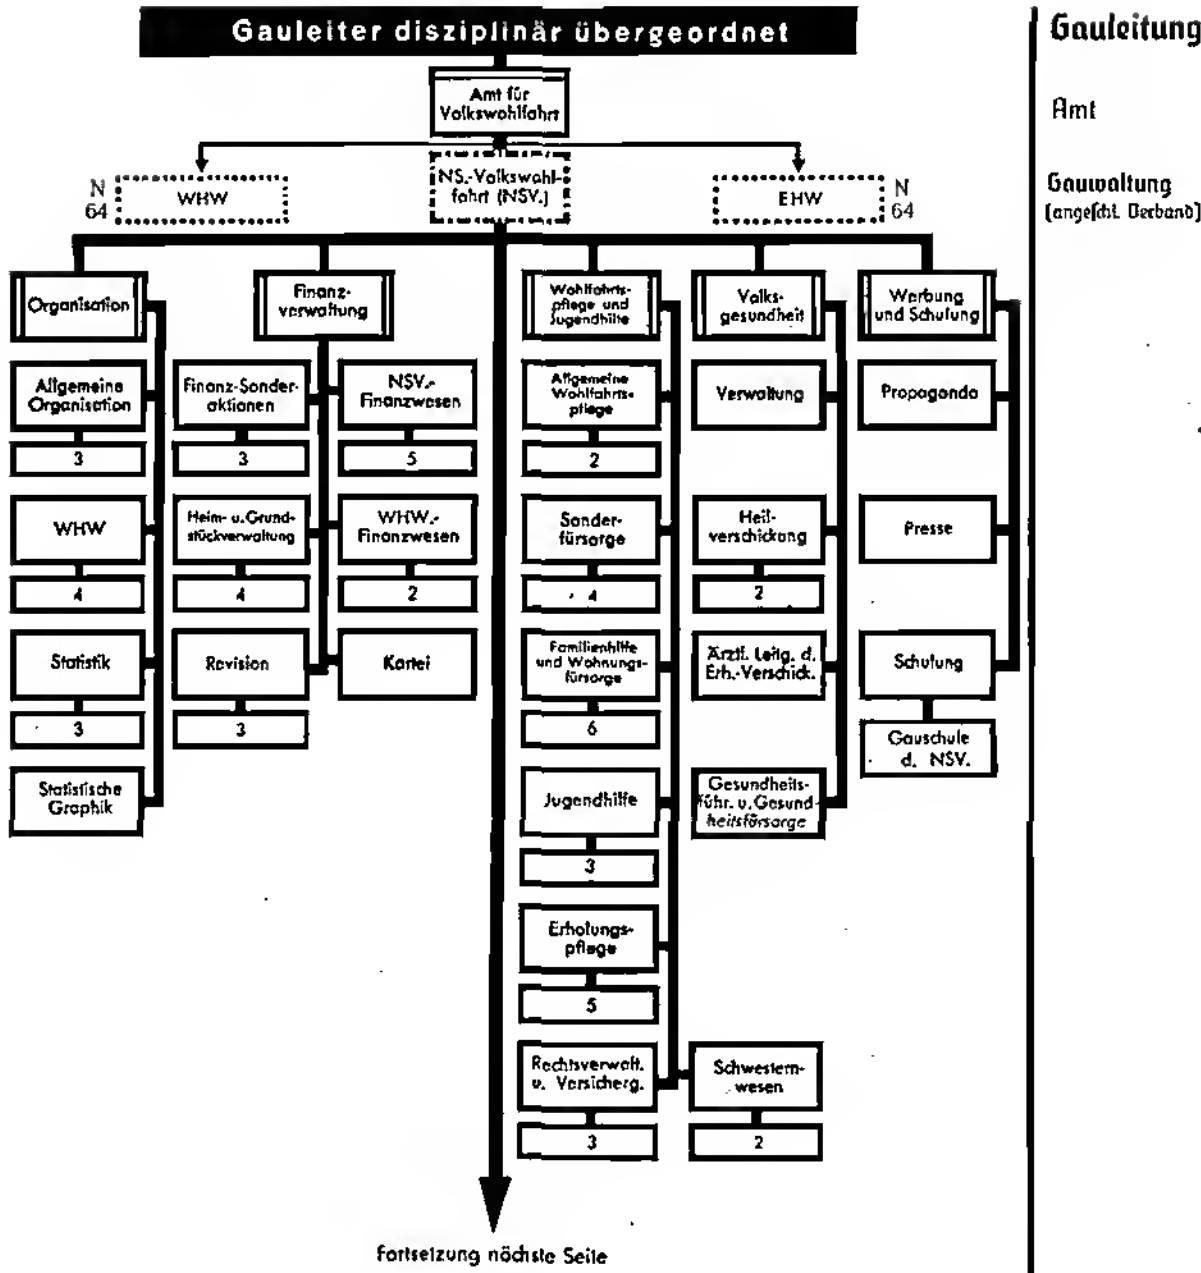 Gauleiter disziplinär übergeordnet
Gauleitung
Amt für
Volkswohlfahrt
Amt
N
64
WHW
NS.-Volkswohl-
fahrt (NSV.)
EHW
N
64
Gauwaltung
(angeschl. Verband)
Organisation
Finanz-
verwaltung
Wohlfahrts-
pflege und
Jugendhilfe
Volks-
gesundheit
Werbung
und Schulung
Allgemeine
Organisation
3
Finanz-Sonder-
aktionen
3
NSV.-
Finanzwesen
5
Allgemeine
Wohlfahrts-
pflege
2
Verwaltung
Propaganda
WHW
4
Heim- u. Grund-
stückverwaltung
4
WHW.-
Finanzwesen
2
Sonder-
fürsorge
4
Heil-
verschickung
2
Presse
Statistik
3
Revision
3
Kartei
Familienhilfe
und Wohnungs-
fürsorge
6
Ärztl. Leitg. d.
Erh.-Verschick.
Schulung
Gauschule
d. NSV.
Statistische
Graphik
Jugendhilfe
3
Gesundheits-
führ. u. Gesund-
heitsfürsorge
Erholungs-
pflege
5
Rechtsverwalt.
u. Versicherg.
3
Schwestern-
wesen
2
Fortsetzung nächste Seite